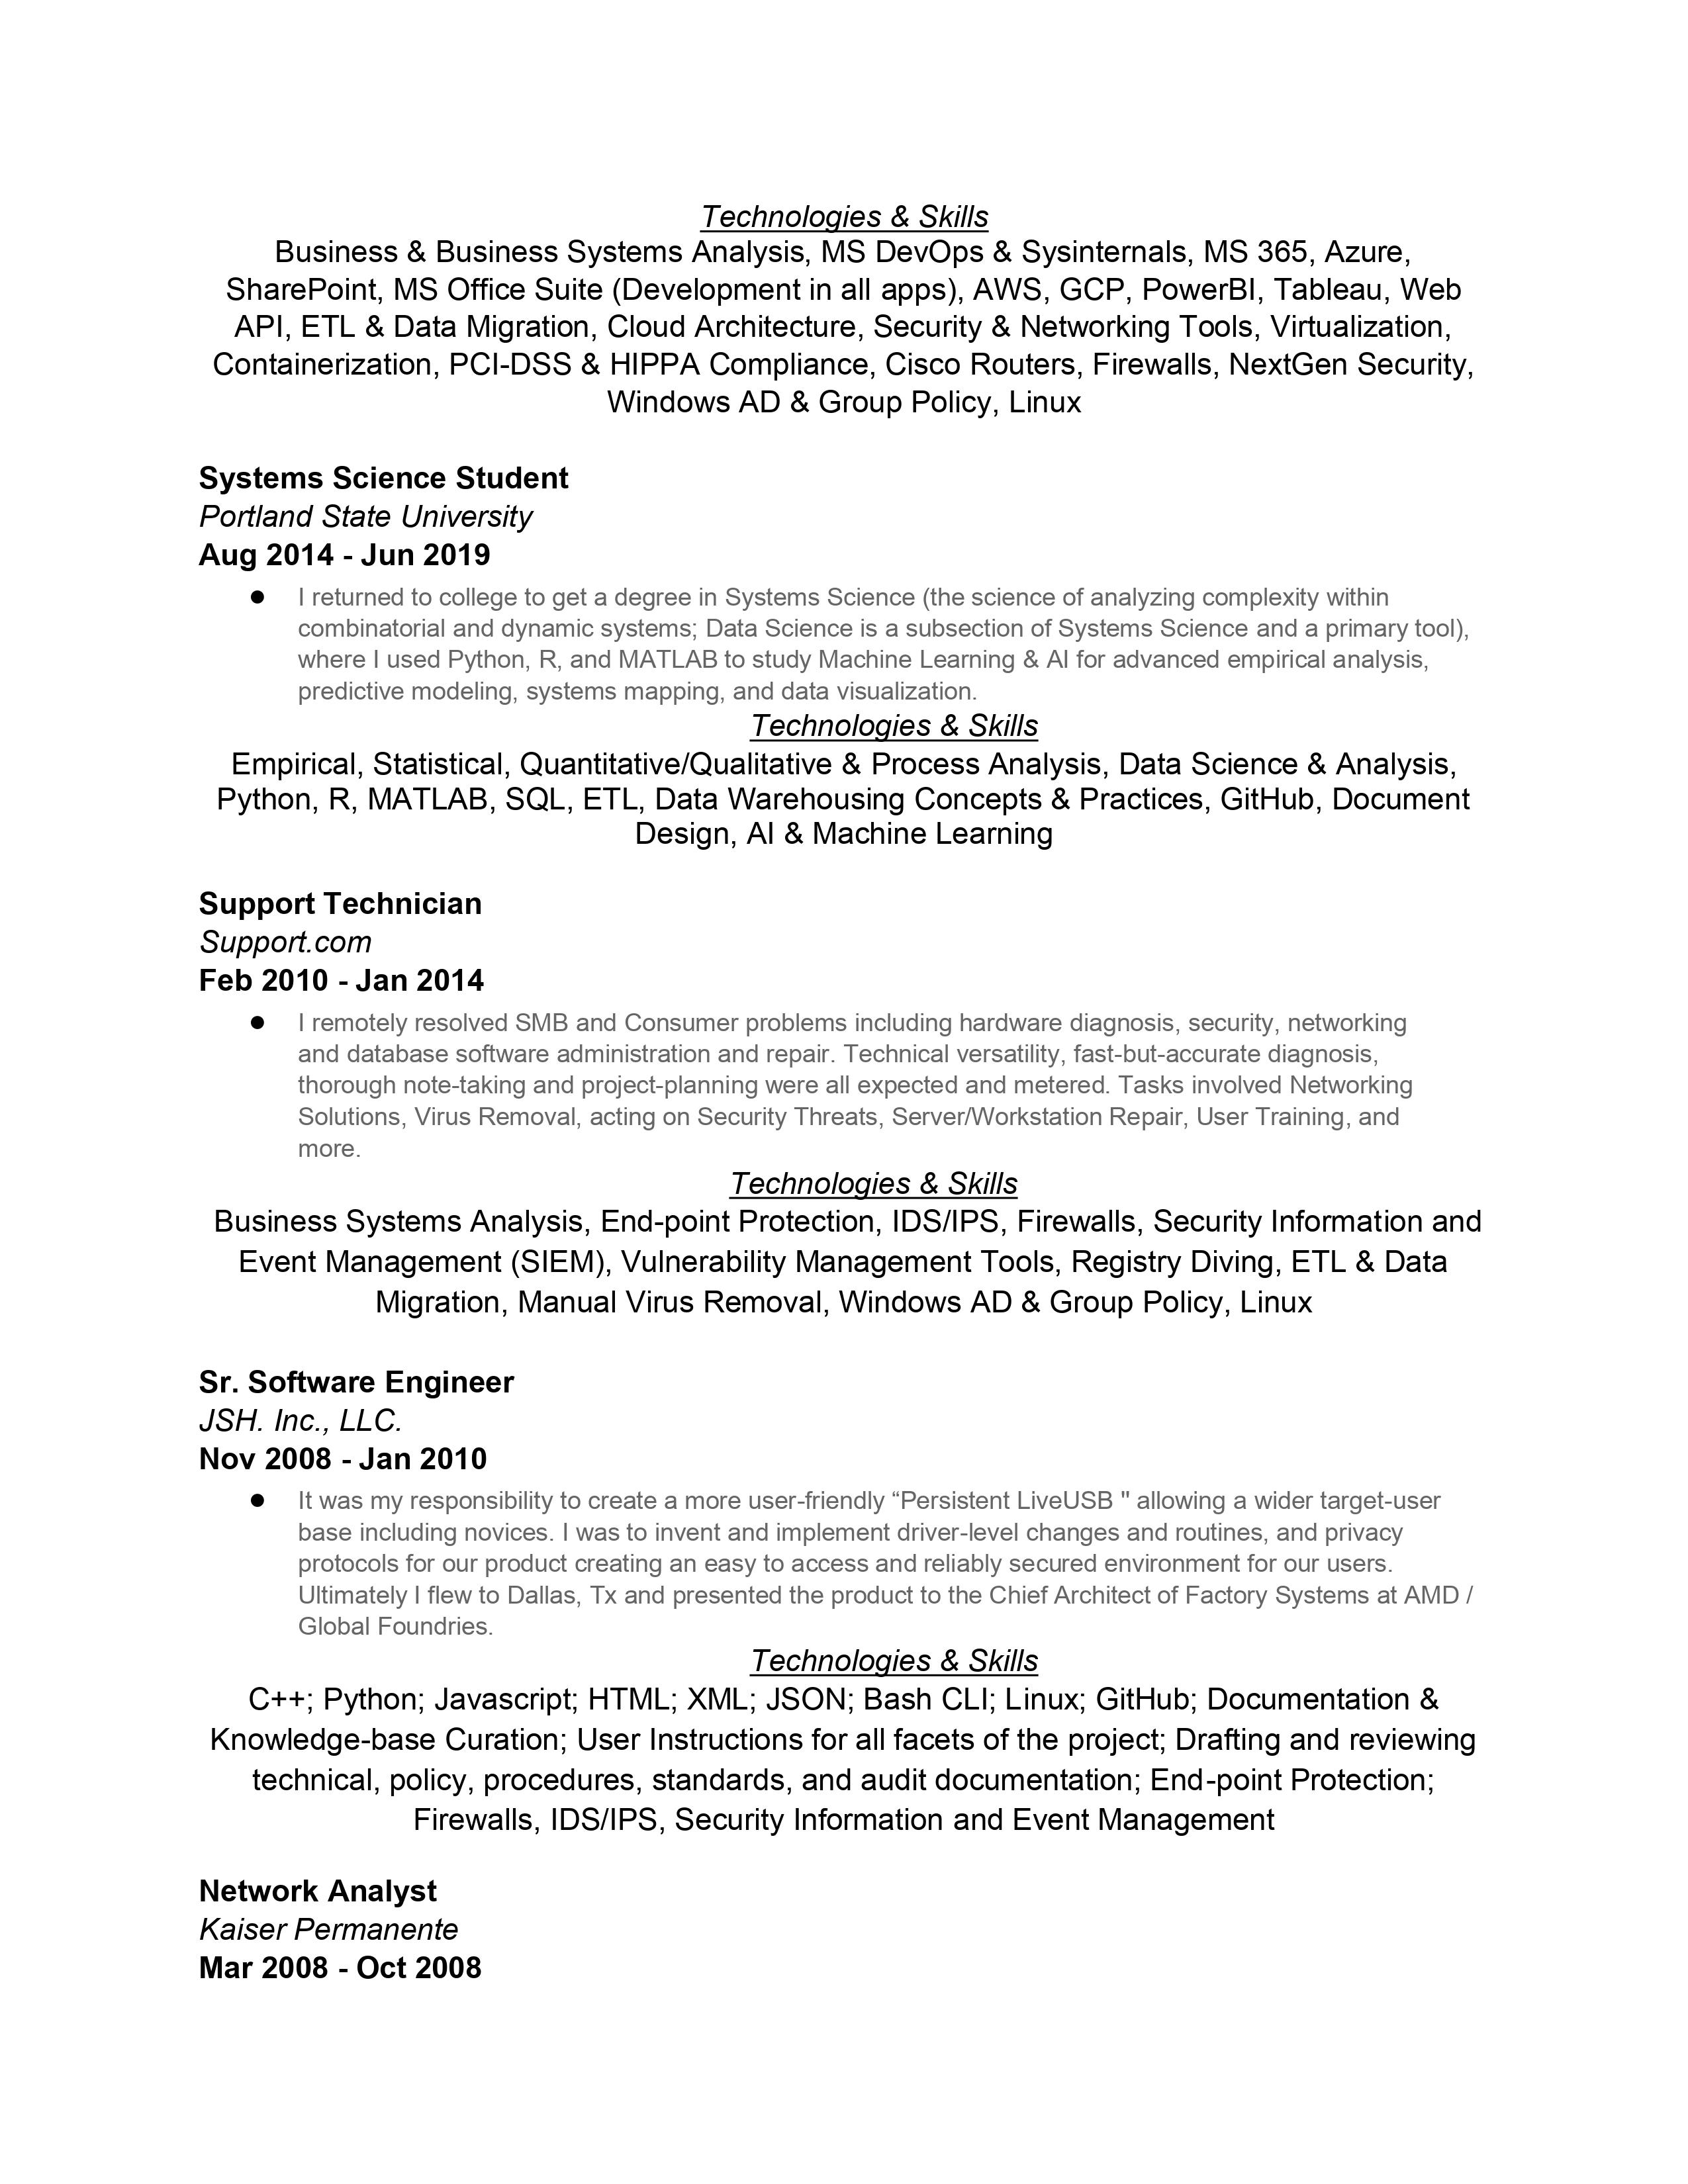 Technologies & Skills
Business & Business Systems Analysis, MS DevOps & Sysinternals, MS 365, Azure,
SharePoint, MS Office Suite (Development in all apps), AWS, GCP, PowerBI, Tableau, Web
API, ETL & Data Migration, Cloud Architecture, Security & Networking Tools, Virtualization,
Containerization, PCI-DSS & HIPPA Compliance, Cisco Routers, Firewalls, NextGen Security,
Windows AD & Group Policy, Linux
Systems Science Student
Portland State University
Aug 2014 - Jun 2019
● I returned to college to get a degree in Systems Science (the science of analyzing complexity within
combinatorial and dynamic systems; Data Science is a subsection of Systems Science and a primary tool),
where I used Python, R, and MATLAB to study Machine Learning & AI for advanced empirical analysis,
predictive modeling, systems mapping, and data visualization.
Technologies & Skills
Empirical, Statistical, Quantitative/Qualitative & Process Analysis, Data Science & Analysis,
Python, R, MATLAB, SQL, ETL, Data Warehousing Concepts & Practices, GitHub, Document
Design, AI & Machine Learning
Support Technician
Support.com
Feb 2010 - Jan 2014
● I remotely resolved SMB and Consumer problems including hardware diagnosis, security, networking
and database software administration and repair. Technical versatility, fast-but-accurate diagnosis,
thorough note-taking and project-planning were all expected and metered. Tasks involved Networking
Solutions, Virus Removal, acting on Security Threats, Server/Workstation Repair, User Training, and
more.
Technologies & Skills
Business Systems Analysis, End-point Protection, IDS/IPS, Firewalls, Security Information and
Event Management (SIEM), Vulnerability Management Tools, Registry Diving, ETL & Data
Migration, Manual Virus Removal, Windows AD & Group Policy, Linux
Sr. Software Engineer
JSH. Inc., LLC.
Nov 2008 - Jan 2010
● It was my responsibility to create a more user-friendly “Persistent LiveUSB " allowing a wider target-user
base including novices. I was to invent and implement driver-level changes and routines, and privacy
protocols for our product creating an easy to access and reliably secured environment for our users.
Ultimately I flew to Dallas, Tx and presented the product to the Chief Architect of Factory Systems at AMD /
Global Foundries.
Technologies & Skills
C++; Python; Javascript; HTML; XML; JSON; Bash CLI; Linux; GitHub; Documentation &
Knowledge-base Curation; User Instructions for all facets of the project; Drafting and reviewing
technical, policy, procedures, standards, and audit documentation; End-point Protection;
Firewalls, IDS/IPS, Security Information and Event Management
Network Analyst
Kaiser Permanente
Mar 2008 - Oct 2008